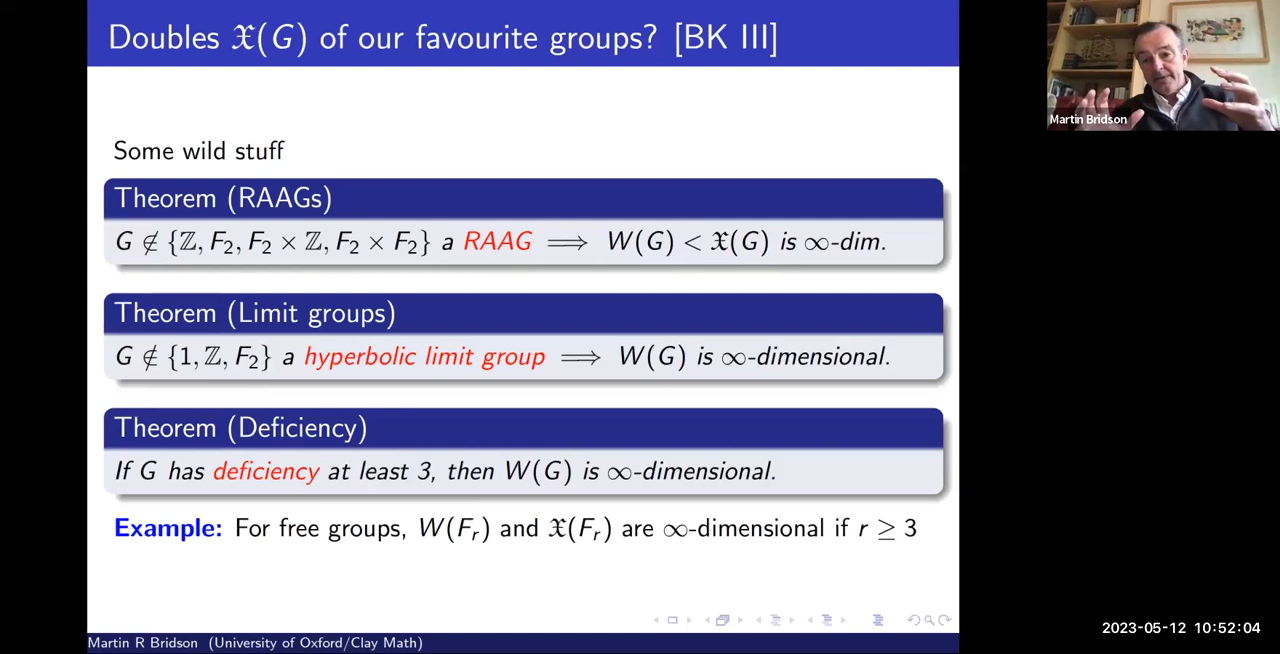 Doubles 𝔛(G) of our favourite groups? [BK III]
Martin Bridson
Some wild stuff
Theorem (RAAGs)
G ∉ {ℤ, F₂, F₂ × ℤ, F₂ × F₂} a RAAG ⟹ W(G) < 𝔛(G) is ∞-dim.
Theorem (Limit groups)
G ∉ {1, ℤ, F₂} a hyperbolic limit group ⟹ W(G) is ∞-dimensional.
Theorem (Deficiency)
If G has deficiency at least 3, then W(G) is ∞-dimensional.
Example: For free groups, W(Fᵣ) and 𝔛(Fᵣ) are ∞-dimensional if r ≥ 3
Martin R Bridson (University of Oxford/Clay Math)
2023-05-12 10:52:04